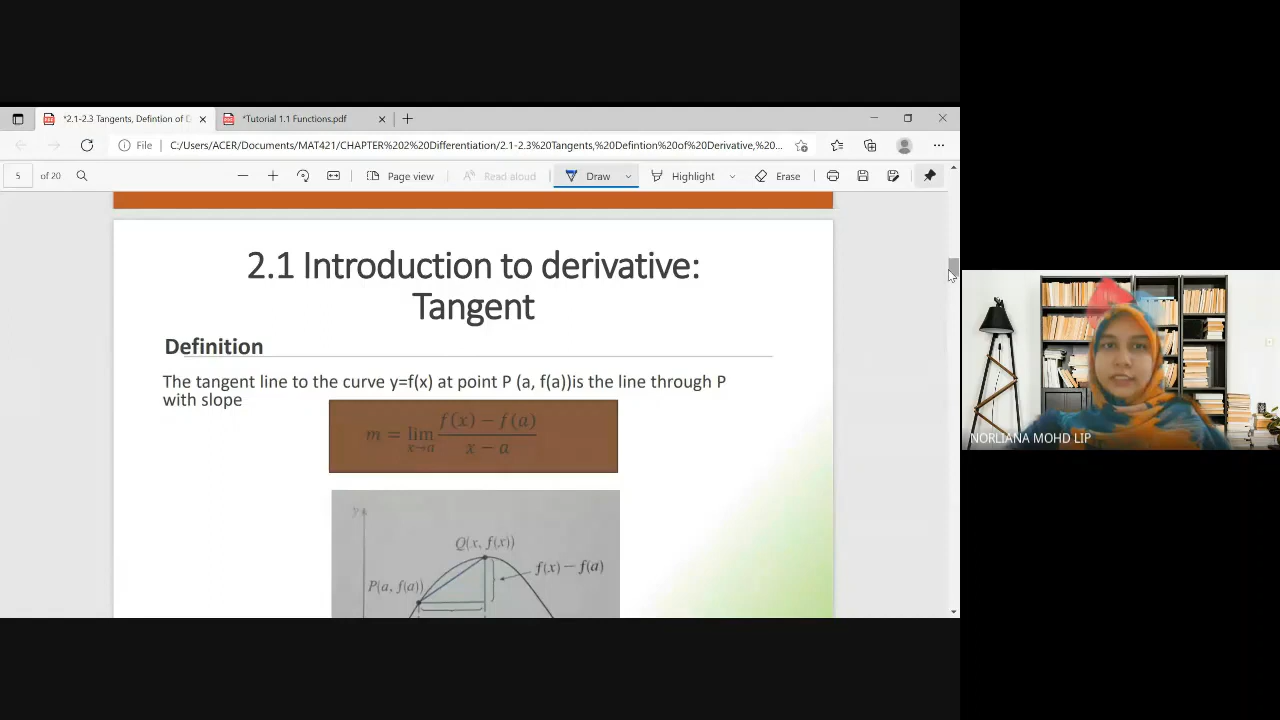 *2.1-2.3 Tangents, Defintion of D
*Tutorial 1.1 Functions.pdf
File
C:/Users/ACER/Documents/MAT421/CHAPTER%202%20Differentiation/2.1-2.3%20Tangents,%20Defintion%20of%20Derivative,%20...
5 of 20
Page view
Read aloud
Draw
Highlight
Erase
2.1 Introduction to derivative:
Tangent
Definition
The tangent line to the curve y=f(x) at point P (a, f(a))is the line through P
with slope
m = lim x→a f(x) − f(a) / x − a
y
Q(x, f(x))
f(x) − f(a)
P(a, f(a))
NORLIANA MOHD LIP